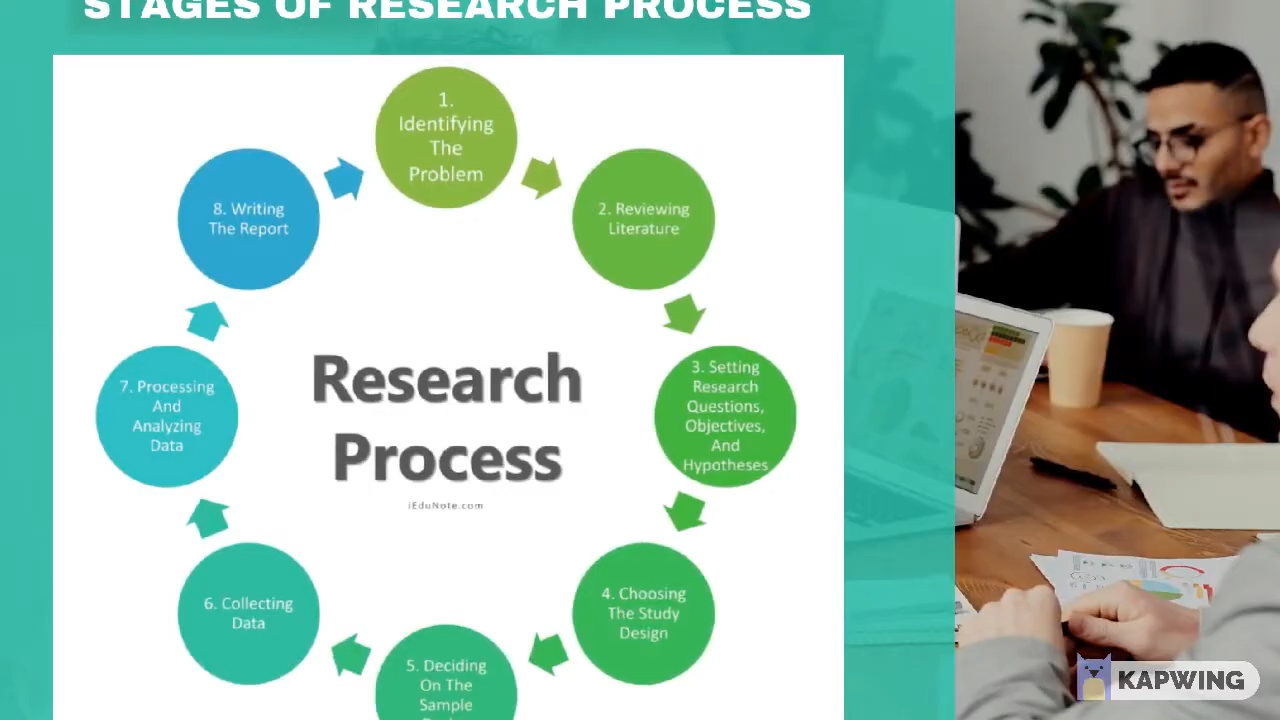 STAGES OF RESEARCH PROCESS
1.
Identifying
The
Problem
2. Reviewing
Literature
3. Setting
Research
Questions,
Objectives,
And
Hypotheses
4. Choosing
The Study
Design
5. Deciding
On The
Sample
6. Collecting
Data
7. Processing
And
Analyzing
Data
8. Writing
The Report
Research
Process
iEduNote.com
KAPWING